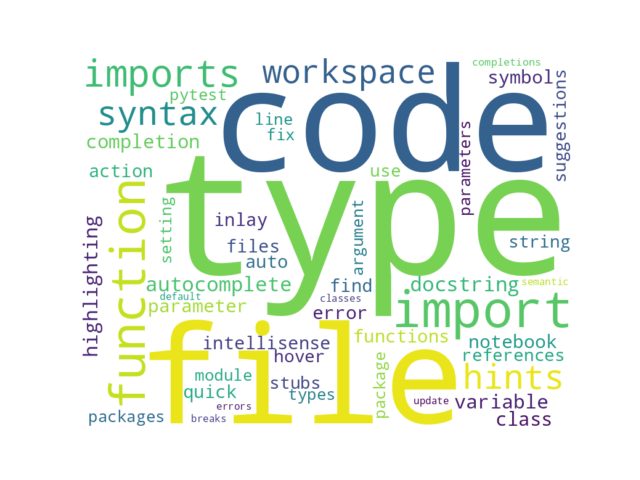 completions
imports
workspace
symbol
code
pytest
suggestions
syntax
line
fix
completion
parameters
type
action
use
function
setting
argument
inlay
highlighting
string
files
auto
find
docstring
semantic
autocomplete
default
classes
import
parameter
error
file
functions
intellisense
notebook
hover
references
package
module
hints
stubs
quick
types
update
variable
errors
packages
breaks
class